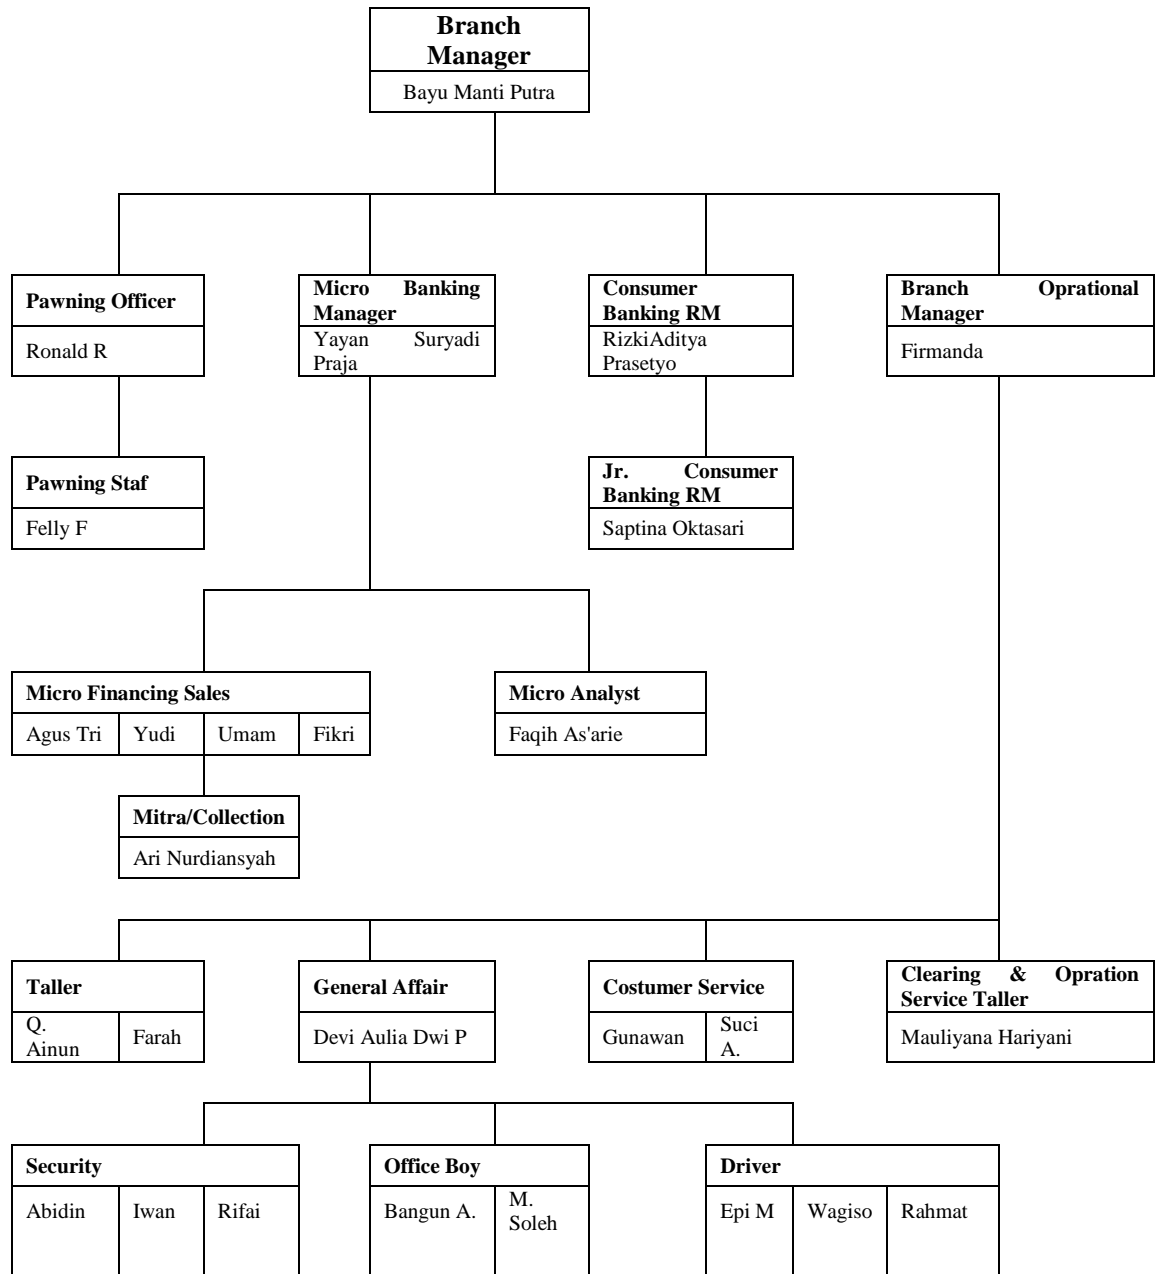 Branch
Manager
Bayu Manti Putra
Pawning Officer
Ronald R
Micro Banking
Manager
Yayan Suryadi
Praja
Consumer
Banking RM
RizkiAditya
Prasetyo
Branch Oprational
Manager
Firmanda
Pawning Staf
Felly F
Jr. Consumer
Banking RM
Saptina Oktasari
Micro Financing Sales
Agus Tri
Yudi
Umam
Fikri
Micro Analyst
Faqih As'arie
Mitra/Collection
Ari Nurdiansyah
Taller
Q.
Ainun
Farah
General Affair
Devi Aulia Dwi P
Costumer Service
Gunawan
Suci
A.
Clearing & Opration
Service Taller
Mauliyana Hariyani
Security
Abidin
Iwan
Rifai
Office Boy
Bangun A.
M.
Soleh
Driver
Epi M
Wagiso
Rahmat